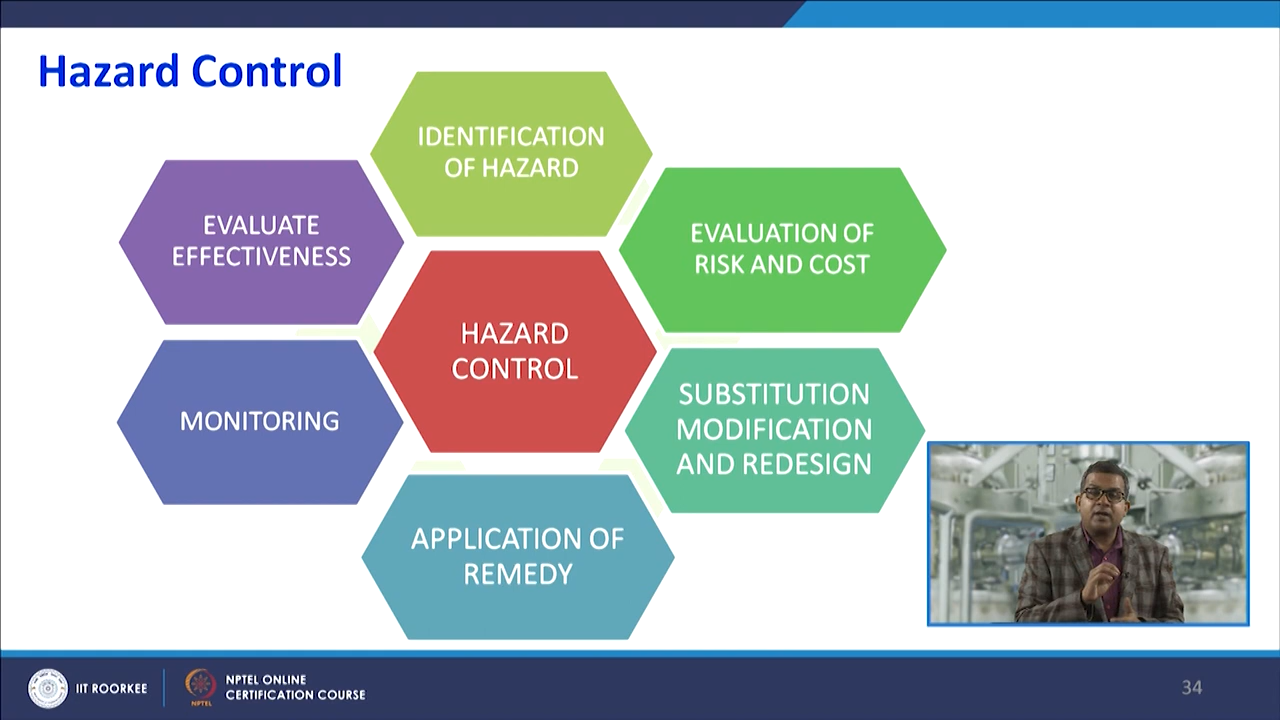 Hazard Control
IDENTIFICATION
OF HAZARD
EVALUATION OF
RISK AND COST
SUBSTITUTION
MODIFICATION
AND REDESIGN
APPLICATION OF
REMEDY
MONITORING
EVALUATE
EFFECTIVENESS
HAZARD
CONTROL
IIT ROORKEE
NPTEL
NPTEL ONLINE
CERTIFICATION COURSE
34